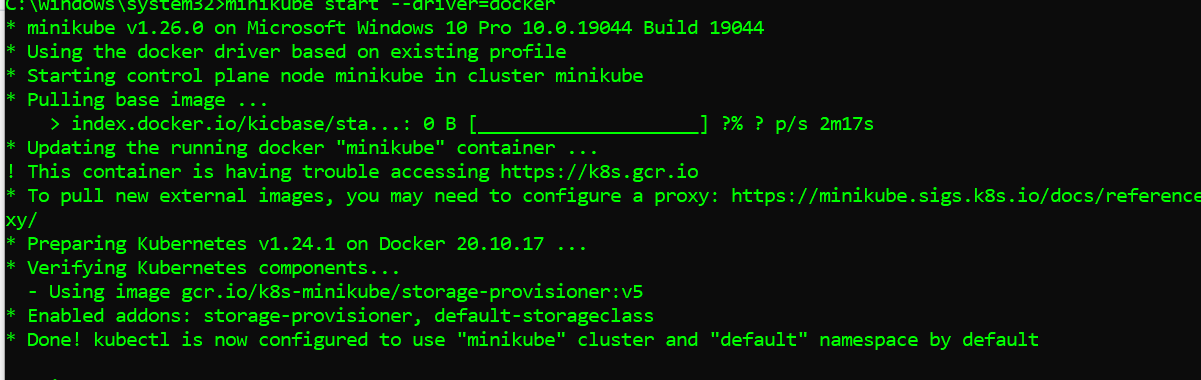 C:\Windows\system32>minikube start --driver=docker
* minikube v1.26.0 on Microsoft Windows 10 Pro 10.0.19044 Build 19044
* Using the docker driver based on existing profile
* Starting control plane node minikube in cluster minikube
* Pulling base image ...
    > index.docker.io/kicbase/sta...: 0 B [____________________] ?% ? p/s 2m17s
* Updating the running docker "minikube" container ...
! This container is having trouble accessing https://k8s.gcr.io
* To pull new external images, you may need to configure a proxy: https://minikube.sigs.k8s.io/docs/reference
xy/
* Preparing Kubernetes v1.24.1 on Docker 20.10.17 ...
* Verifying Kubernetes components...
  - Using image gcr.io/k8s-minikube/storage-provisioner:v5
* Enabled addons: storage-provisioner, default-storageclass
* Done! kubectl is now configured to use "minikube" cluster and "default" namespace by default